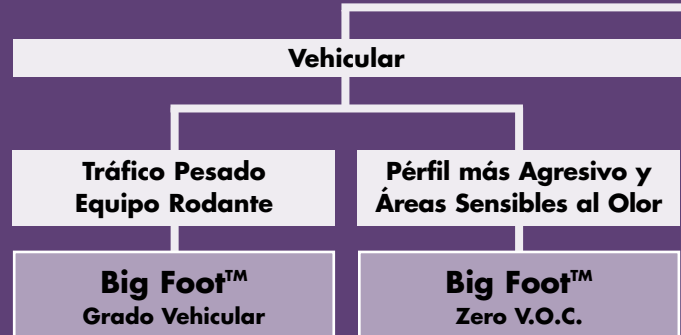 Vehicular
Tráfico Pesado
Equipo Rodante
Pérfil más Agresivo y
Áreas Sensibles al Olor
Big Foot™
Grado Vehicular
Big Foot™
Zero V.O.C.